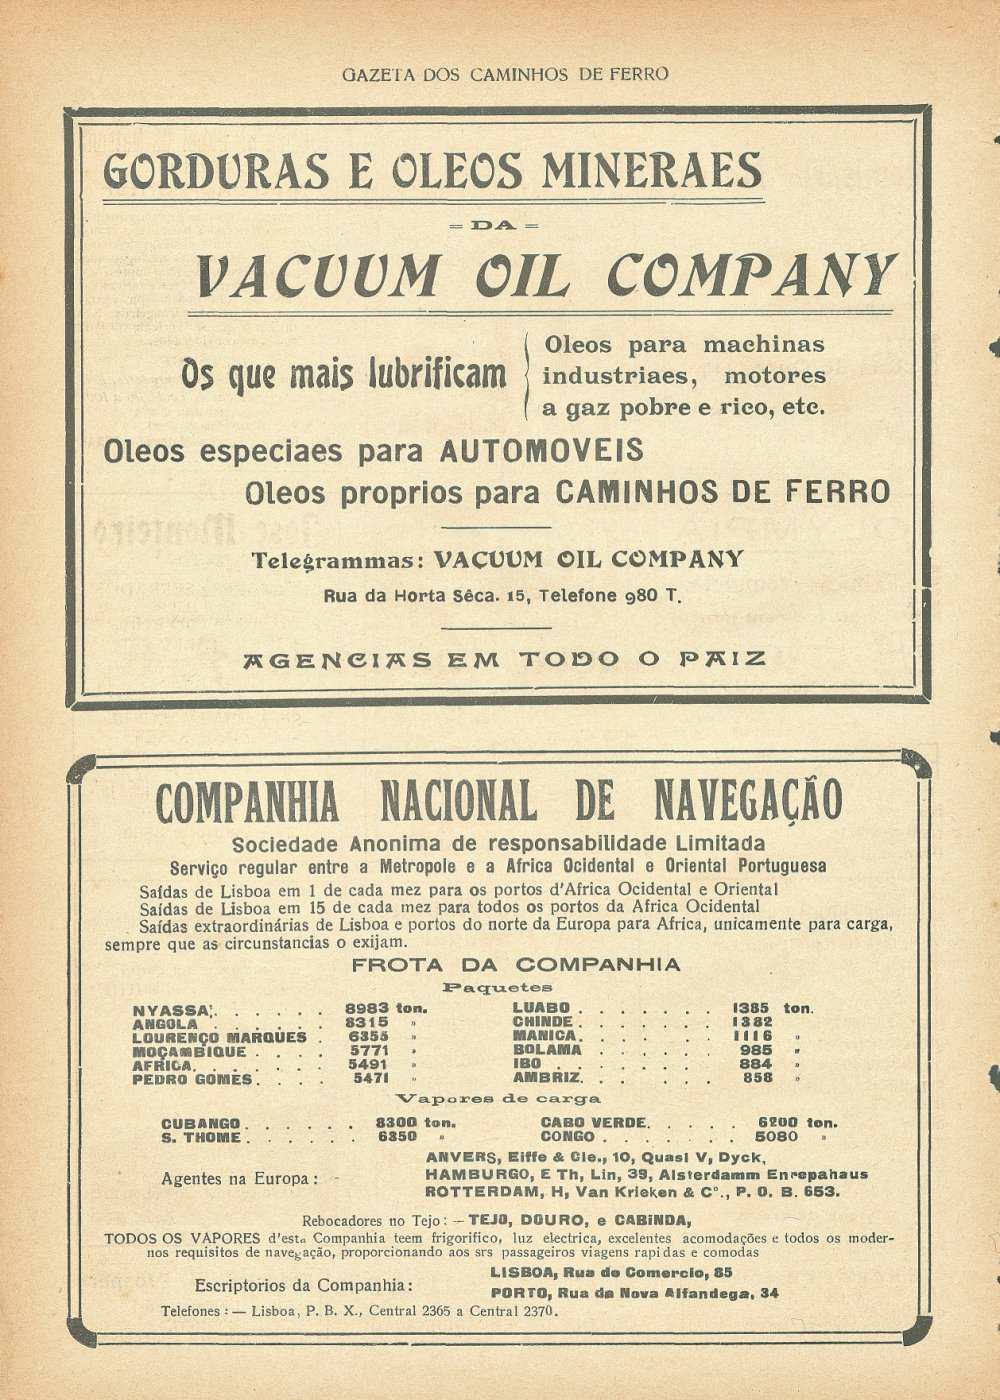 GAZETA DOS CAMINHOS DE FERRO
GORDURAS E OLEOS MINERAES
= DA =
VACUUM OIL COMPANY
Os que mais lubrificam
Oleos para machinas
industriaes, motores
a gaz pobre e rico, etc.
Oleos especiaes para AUTOMOVEIS
Oleos proprios para CAMINHOS DE FERRO
Telegrammas: VACUUM OIL COMPANY
Rua da Horta Sêca. 15, Telefone 980 T.
AGENCIAS EM TODO O PAIZ
COMPANHIA NACIONAL DE NAVEGAÇÃO
Sociedade Anonima de responsabilidade Limitada
Serviço regular entre a Metropole e a Africa Ocidental e Oriental Portuguesa
Saídas de Lisboa em 1 de cada mez para os portos d'Africa Ocidental e Oriental
Saídas de Lisboa em 15 de cada mez para todos os portos da Africa Ocidental
Saídas extraordinárias de Lisboa e portos do norte da Europa para Africa, unicamente para carga,
sempre que as circunstancias o exijam.
FROTA DA COMPANHIA
Paquetes
NYASSA . . . . . . 8983 ton. LUABO . . . . . . . 1385 ton.
ANGOLA . . . . . . 8315 » CHINDE . . . . . . . 1382
LOURENÇO MARQUES . 6355 » MANICA . . . . . . . 1116 »
MOÇAMBIQUE . . . . 5771 » BOLAMA . . . . . . 985 »
AFRICA . . . . . . . 5491 » IBO . . . . . . . . 884 »
PEDRO GOMES . . . . 5471 » AMBRIZ . . . . . . . 858 »
Vapores de carga
CUBANGO . . . . . . 8300 ton. CABO VERDE . . . . . 6200 ton.
S. THOME . . . . . . 6350 » CONGO . . . . . . . 5080 »
Agentes na Europa :
ANVERS, Eiffe & Cie., 10, Quasi V, Dyck,
HAMBURGO, E Th, Lin, 39, Alsterdamm Enropahaus
ROTTERDAM, H, Van Krieken & C°., P. O. B. 653.
Rebocadores no Tejo: — TEJO, DOURO, e CABINDA,
TODOS OS VAPORES d'esta Companhia teem frigorifico, luz electrica, excelentes acomodações e todos os moder-
nos requisitos de navegação, proporcionando aos srs passageiros viagens rapidas e comodas
Escriptorios da Companhia:
LISBOA, Rua do Comercio, 85
PORTO, Rua da Nova Alfandega, 34
Telefones : — Lisboa, P. B. X., Central 2365 a Central 2370.